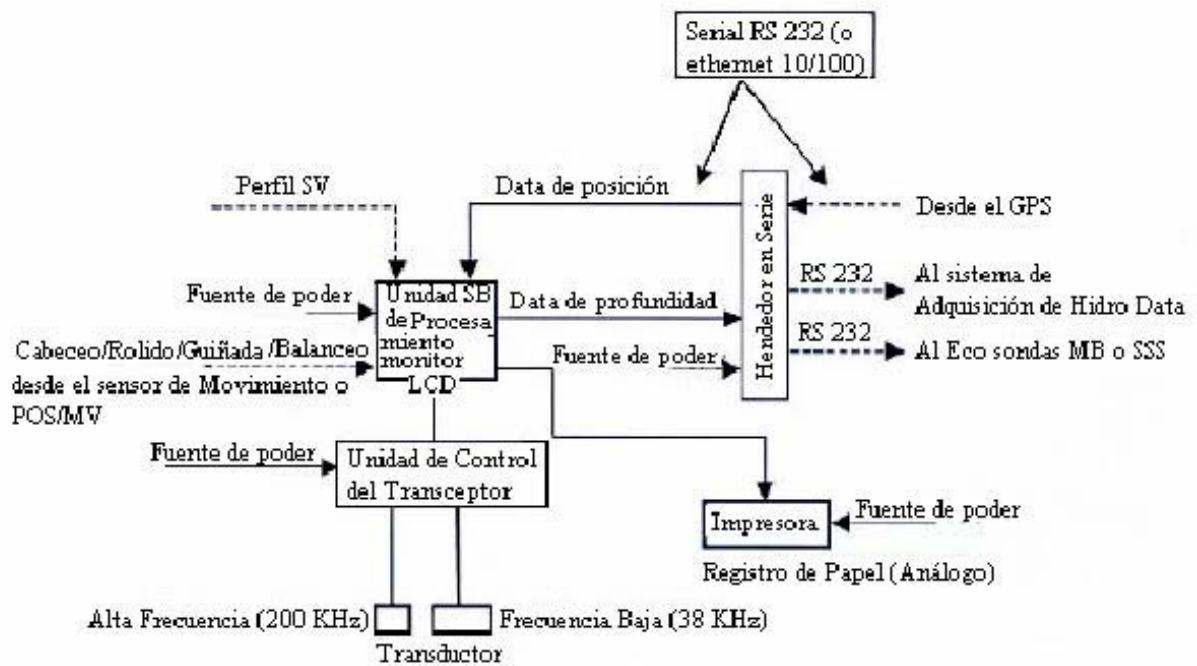 Serial RS 232 (o
ethernet 10/100)
Perfil SV
Data de posición
Desde el GPS
Hendedor en Serie
RS 232
Al sistema de
Adquisición de Hidro Data
Fuente de poder
Unidad SB
de Procesa
miento
monitor
LCD
Data de profundidad
RS 232
Al Eco sondas MB o SSS
Cabeceo/Rolido/Guiñada/Balanceo
desde el sensor de Movimiento o
POS/MV
Fuente de poder
Fuente de poder
Unidad de Control
del Transceptor
Impresora
Fuente de poder
Registro de Papel (Análogo)
Alta Frecuencia (200 KHz)
Frecuencia Baja (38 KHz)
Transductor